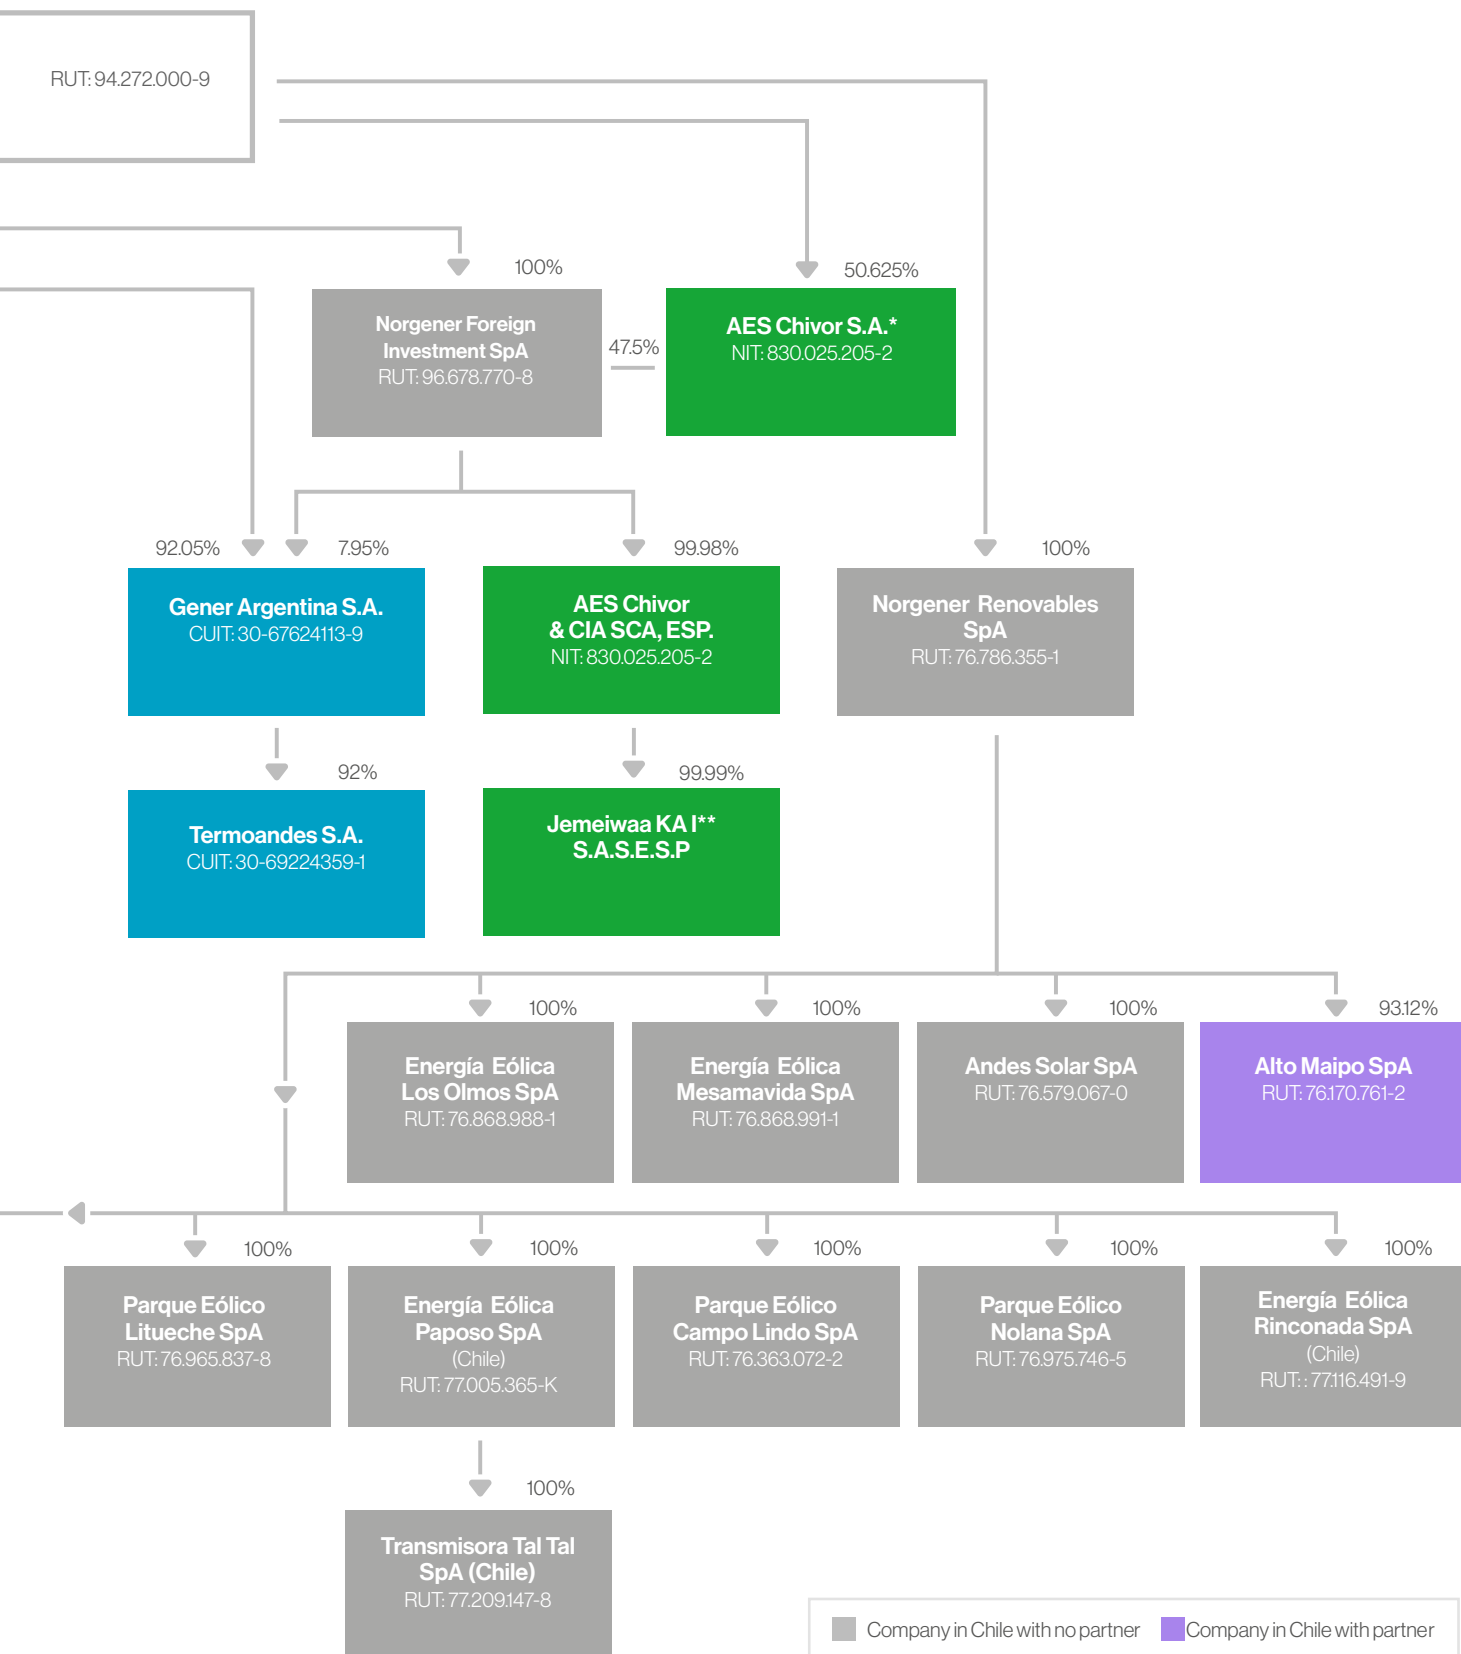 RUT: 94.272.000-9
100%
50.625%
Norgener Foreign
Investment SpA
RUT: 96.678.770-8
47.5%
AES Chivor S.A.*
NIT: 830.025.205-2
92.05%
7.95%
99.98%
100%
Gener Argentina S.A.
CUIT: 30-67624113-9
AES Chivor
& CIA SCA, ESP.
NIT: 830.025.205-2
Norgener Renovables
SpA
RUT: 76.786.355-1
92%
99.99%
Termoandes S.A.
CUIT: 30-69224359-1
Jemeiwaa KA I**
S.A.S.E.S.P
100%
100%
100%
93.12%
Energía Eólica
Los Olmos SpA
RUT: 76.868.988-1
Energía Eólica
Mesamavida SpA
RUT: 76.868.991-1
Andes Solar SpA
RUT: 76.579.067-0
Alto Maipo SpA
RUT: 76.170.761-2
100%
100%
100%
100%
100%
Parque Eólico
Litueche SpA
RUT: 76.965.837-8
Energía Eólica
Paposo SpA
(Chile)
RUT: 77.005.365-K
Parque Eólico
Campo Lindo SpA
RUT: 76.363.072-2
Parque Eólico
Nolana SpA
RUT: 76.975.746-5
Energía Eólica
Rinconada SpA
(Chile)
RUT: : 77.116.491-9
100%
Transmisora Tal Tal
SpA (Chile)
RUT: 77.209.147-8
Company in Chile with no partner
Company in Chile with partner